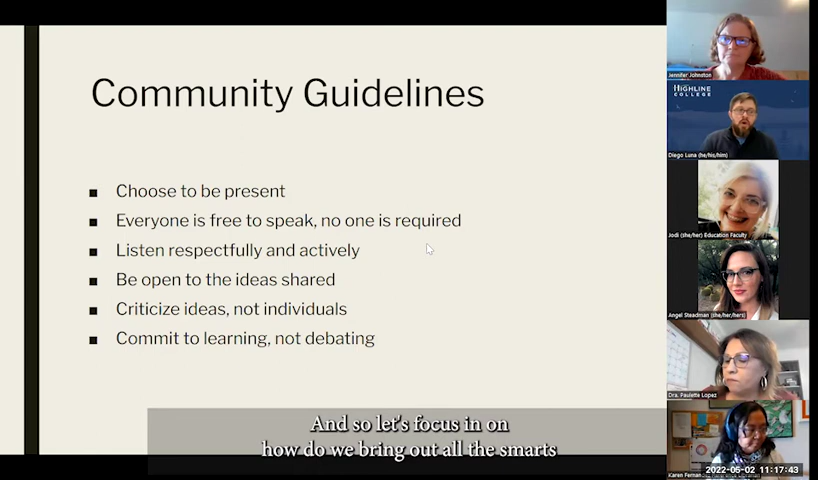 Community Guidelines
Choose to be present
Everyone is free to speak, no one is required
Listen respectfully and actively
Be open to the ideas shared
Criticize ideas, not individuals
Commit to learning, not debating
And so let's focus in on
how do we bring out all the smarts
Jennifer Johnston
HIGHLINE
COLLEGE
Diego Luna (he/his/him)
Jodi (she/her) Education Faculty
Angel Steadman (she/her/hers)
Dra. Paulette Lopez
Karen
2022-05-02 11:17:43